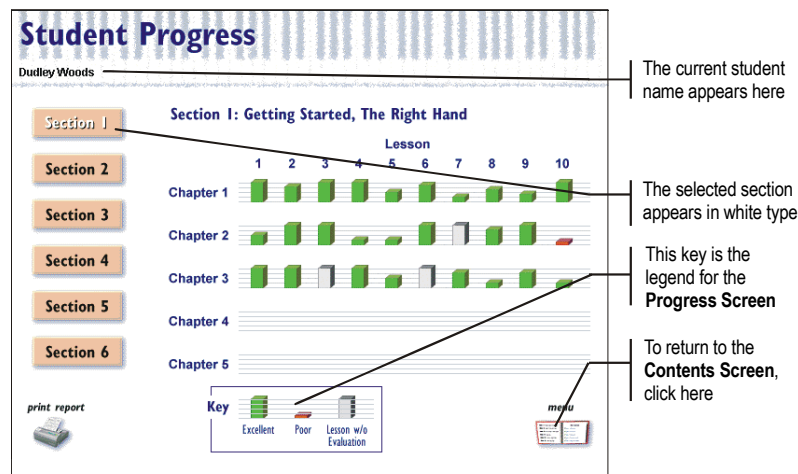 Student Progress
Dudley Woods
The current student
name appears here
Section 1
Section 2
Section 3
Section 4
Section 5
Section 6
Section 1: Getting Started, The Right Hand
Lesson
1 2 3 4 5 6 7 8 9 10
Chapter 1
Chapter 2
Chapter 3
Chapter 4
Chapter 5
The selected section
appears in white type
This key is the
legend for the
Progress Screen
To return to the
Contents Screen,
click here
print report
Key
Excellent
Poor
Lesson w/o
Evaluation
menu